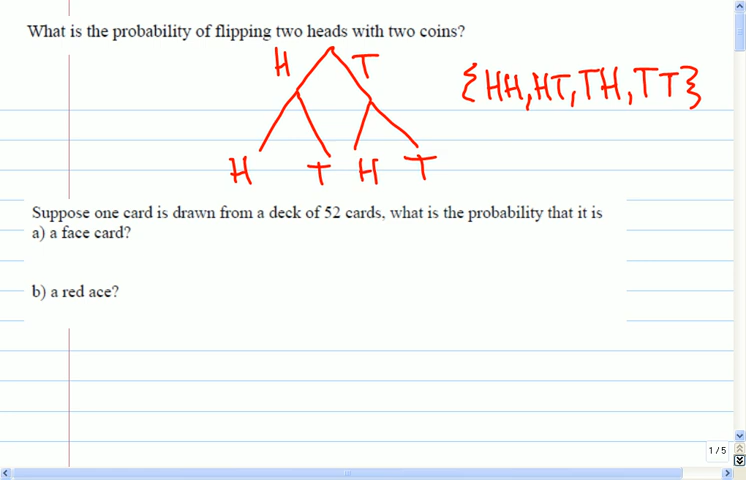 What is the probability of flipping two heads with two coins?
H T
{HH, HT, TH, TT}
H T H T
Suppose one card is drawn from a deck of 52 cards, what is the probability that it is
a) a face card?
b) a red ace?
1 / 5